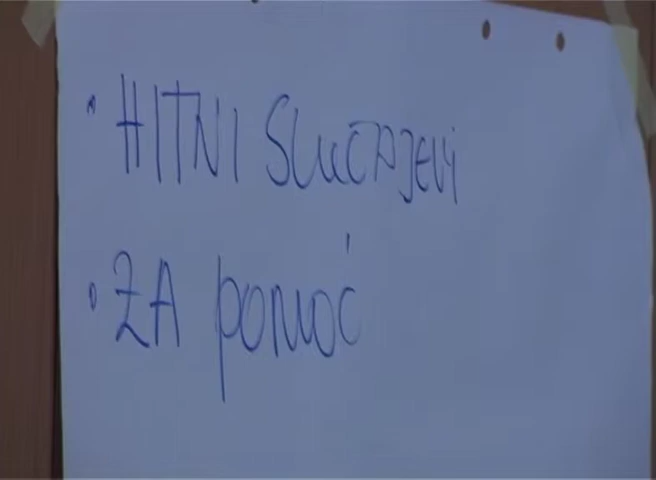 • HITNI SLUČAJEVI
• ZA POMOĆ